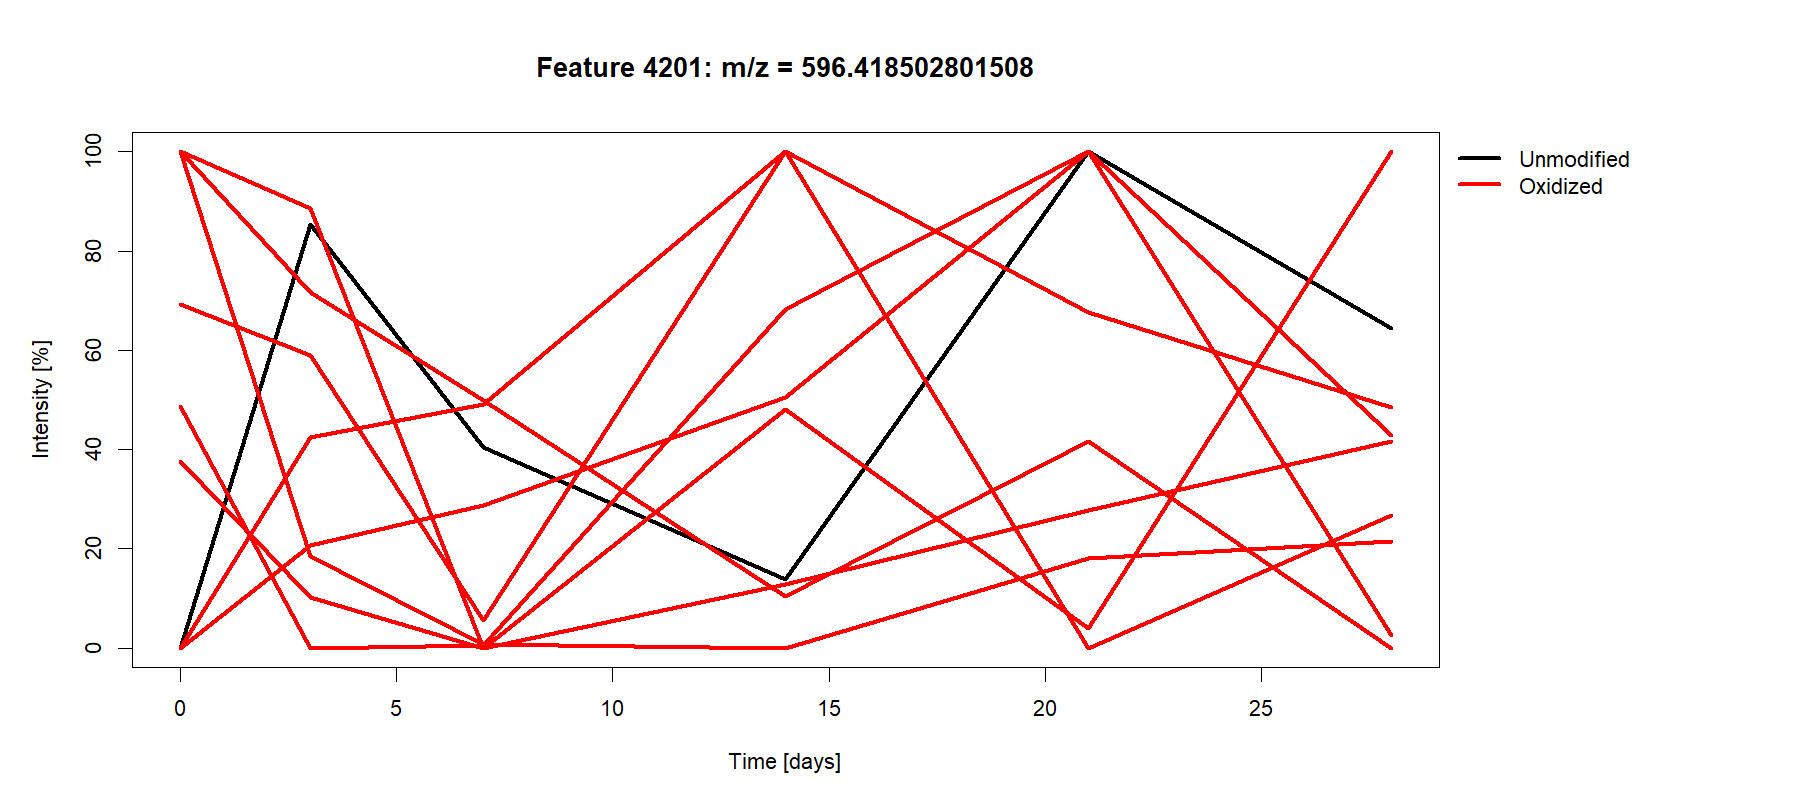 Feature 4201: m/z = 596.418502801508
Unmodified
Oxidized
Intensity [%]
100
80
60
40
20
0
0 5 10 15 20 25
Time [days]